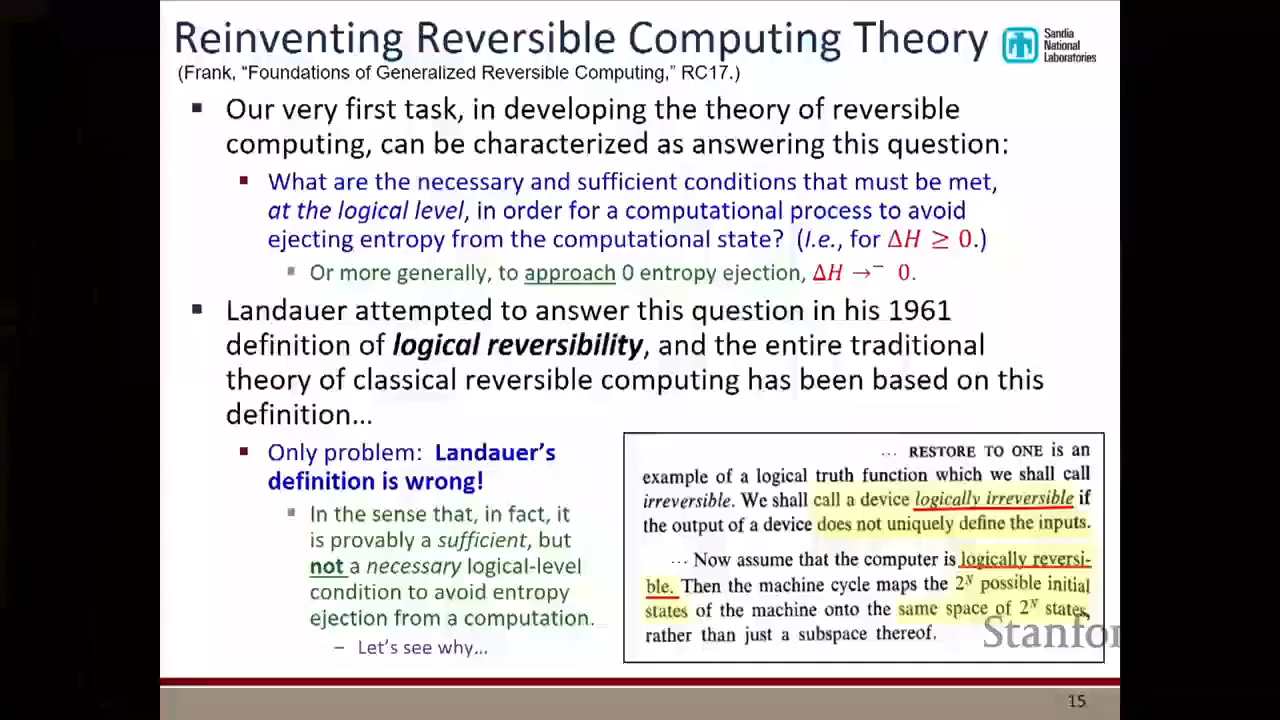 Reinventing Reversible Computing Theory
Sandia
National
Laboratories
(Frank, “Foundations of Generalized Reversible Computing,” RC17.)
▪ Our very first task, in developing the theory of reversible
computing, can be characterized as answering this question:
▪ What are the necessary and sufficient conditions that must be met,
at the logical level, in order for a computational process to avoid
ejecting entropy from the computational state? (I.e., for ΔH ≥ 0.)
▪ Or more generally, to approach 0 entropy ejection, ΔH →⁻ 0.
▪ Landauer attempted to answer this question in his 1961
definition of logical reversibility, and the entire traditional
theory of classical reversible computing has been based on this
definition…
▪ Only problem: Landauer’s
definition is wrong!
▪ In the sense that, in fact, it
is provably a sufficient, but
not a necessary logical-level
condition to avoid entropy
ejection from a computation.
– Let’s see why…
… RESTORE TO ONE is an
example of a logical truth function which we shall call
irreversible. We shall call a device logically irreversible if
the output of a device does not uniquely define the inputs.
… Now assume that the computer is logically reversi-
ble. Then the machine cycle maps the 2ᴺ possible initial
states of the machine onto the same space of 2ᴺ states,
rather than just a subspace thereof.
Stanfor
15